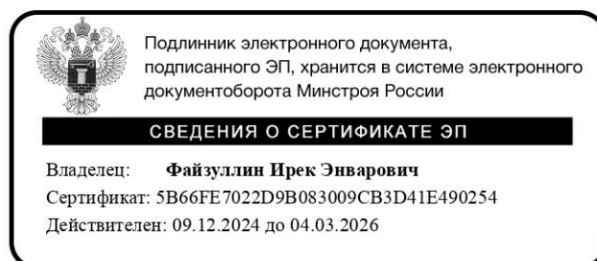 Подлинник электронного документа,
подписанного ЭП, хранится в системе электронного
документоборота Минстроя России
СВЕДЕНИЯ О СЕРТИФИКАТЕ ЭП
Владелец: Файзуллин Ирек Энварович
Сертификат: 5B66FE7022D9B083009CB3D41E490254
Действителен: 09.12.2024 до 04.03.2026